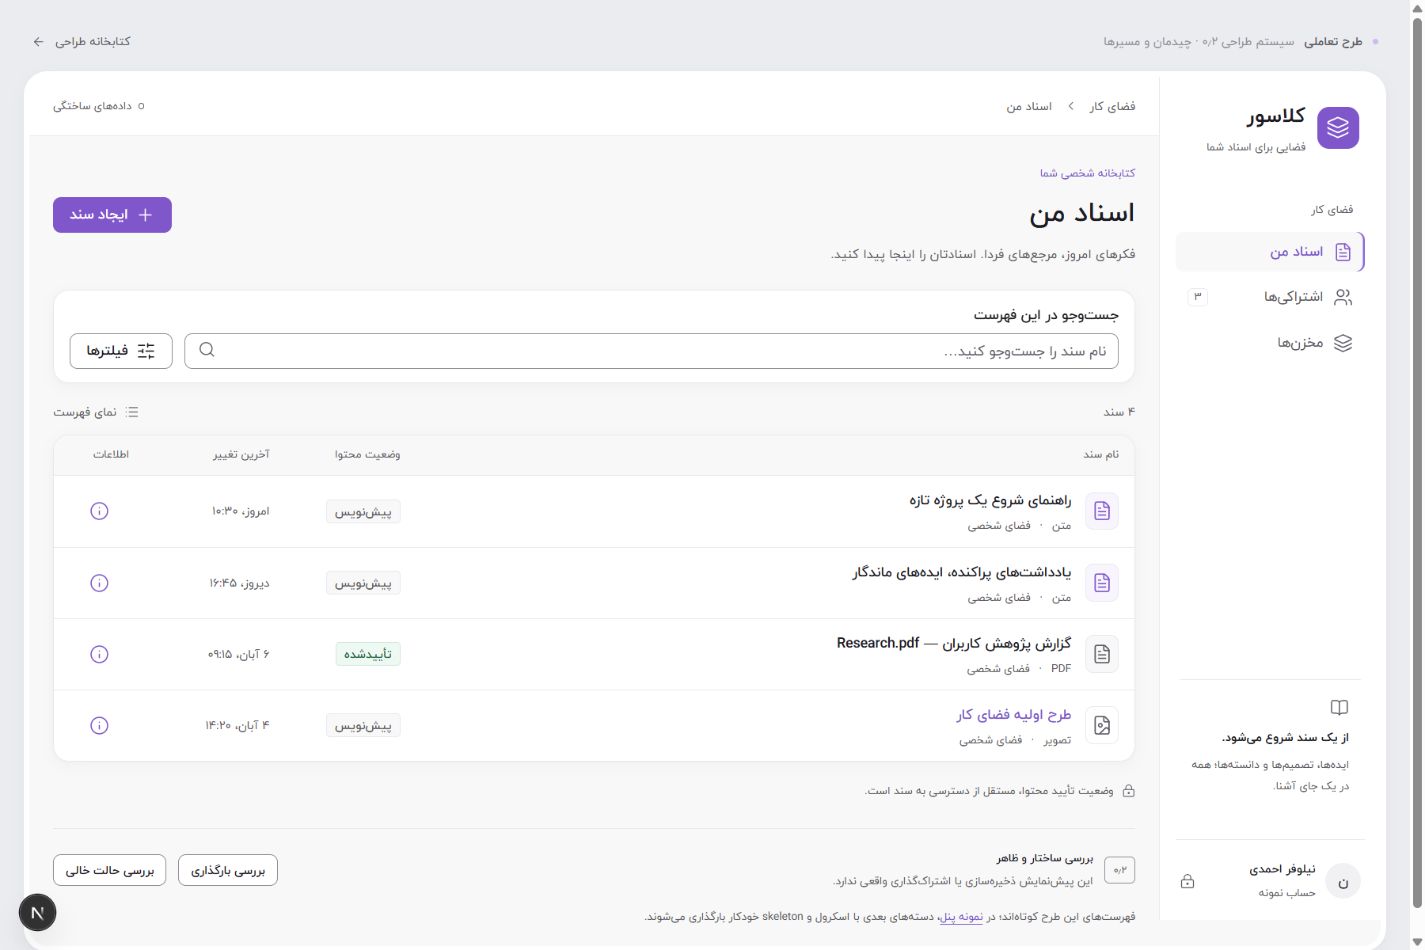 طرح تعاملی سیستم طراحی ۰٫۲ · چیدمان و مسیرها
کتابخانه طراحی
کلاسور
فضایی برای اسناد شما
فضای کار
اسناد من
اشتراکی‌ها ۳
مخزن‌ها
از یک سند شروع می‌شود.
ایده‌ها، تصمیم‌ها و دانسته‌ها؛ همه
در یک جای آشنا.
ن
نیلوفر احمدی
حساب نمونه
فضای کار اسناد من
داده‌های ساختگی
کتابخانه شخصی شما
اسناد من
ایجاد سند
فکرهای امروز، مرجع‌های فردا. اسنادتان را اینجا پیدا کنید.
جست‌وجو در این فهرست
نام سند را جست‌وجو کنید…
فیلترها
۴ سند
نمای فهرست
نام سند وضعیت محتوا آخرین تغییر اطلاعات
راهنمای شروع یک پروژه تازه
متن · فضای شخصی
پیش‌نویس
امروز، ۱۰:۳۰
یادداشت‌های پراکنده، ایده‌های ماندگار
متن · فضای شخصی
پیش‌نویس
دیروز، ۱۶:۴۵
گزارش پژوهش کاربران — Research.pdf
PDF · فضای شخصی
تأییدشده
۶ آبان، ۰۹:۱۵
طرح اولیه فضای کار
تصویر · فضای شخصی
پیش‌نویس
۴ آبان، ۱۴:۲۰
وضعیت تأیید محتوا، مستقل از دسترسی به سند است.
۰٫۲
بررسی ساختار و ظاهر
این پیش‌نمایش ذخیره‌سازی یا اشتراک‌گذاری واقعی ندارد.
بررسی بارگذاری
بررسی حالت خالی
فهرست‌های این طرح کوتاه‌اند؛ در نمونه پنل، دسته‌های بعدی با اسکرول و skeleton خودکار بارگذاری می‌شوند.
N